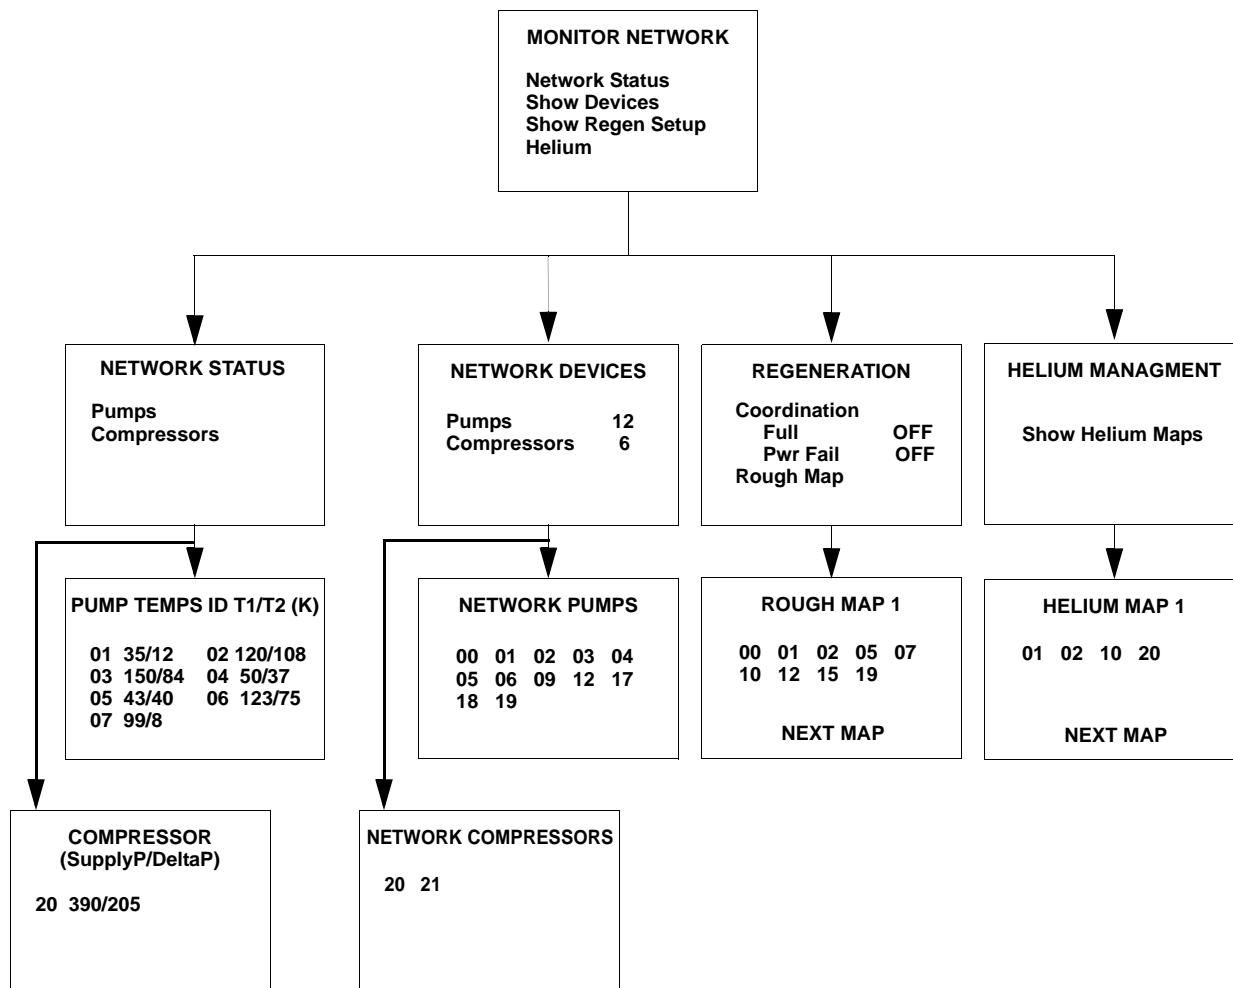 MONITOR NETWORK
Network Status
Show Devices
Show Regen Setup
Helium
NETWORK STATUS
Pumps
Compressors
NETWORK DEVICES
Pumps 12
Compressors 6
REGENERATION
Coordination
Full OFF
Pwr Fail OFF
Rough Map
HELIUM MANAGMENT
Show Helium Maps
PUMP TEMPS ID T1/T2 (K)
01 35/12 02 120/108
03 150/84 04 50/37
05 43/40 06 123/75
07 99/8
NETWORK PUMPS
00 01 02 03 04
05 06 09 12 17
18 19
ROUGH MAP 1
00 01 02 05 07
10 12 15 19
NEXT MAP
HELIUM MAP 1
01 02 10 20
NEXT MAP
COMPRESSOR
(SupplyP/DeltaP)
20 390/205
NETWORK COMPRESSORS
20 21